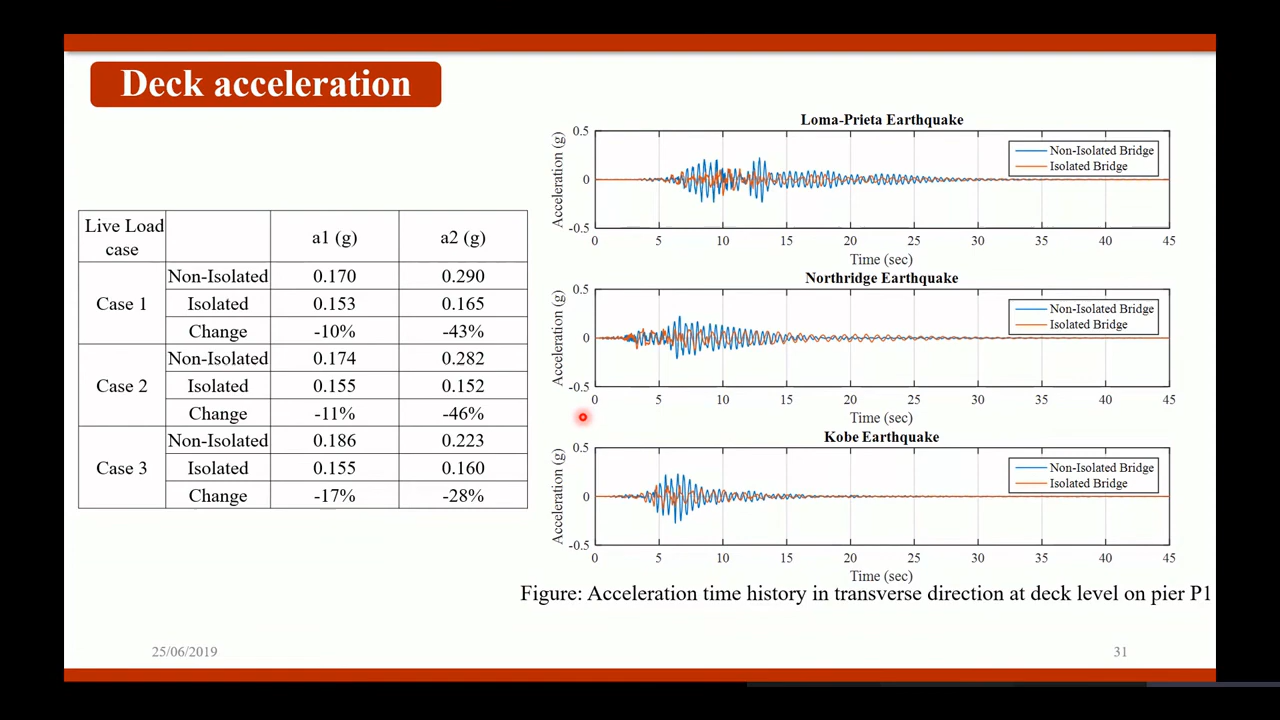 Deck acceleration
Live Load case
a1 (g)
a2 (g)
Case 1
Non-Isolated 0.170 0.290
Isolated 0.153 0.165
Change -10% -43%
Case 2
Non-Isolated 0.174 0.282
Isolated 0.155 0.152
Change -11% -46%
Case 3
Non-Isolated 0.186 0.223
Isolated 0.155 0.160
Change -17% -28%
Loma-Prieta Earthquake
Acceleration (g)
0.5
0
-0.5
Non-Isolated Bridge
Isolated Bridge
0 5 10 15 20 25 30 35 40 45
Time (sec)
Northridge Earthquake
Acceleration (g)
0.5
0
-0.5
Non-Isolated Bridge
Isolated Bridge
0 5 10 15 20 25 30 35 40 45
Time (sec)
Kobe Earthquake
Acceleration (g)
0.5
0
-0.5
Non-Isolated Bridge
Isolated Bridge
0 5 10 15 20 25 30 35 40 45
Time (sec)
Figure: Acceleration time history in transverse direction at deck level on pier P1
25/06/2019
31